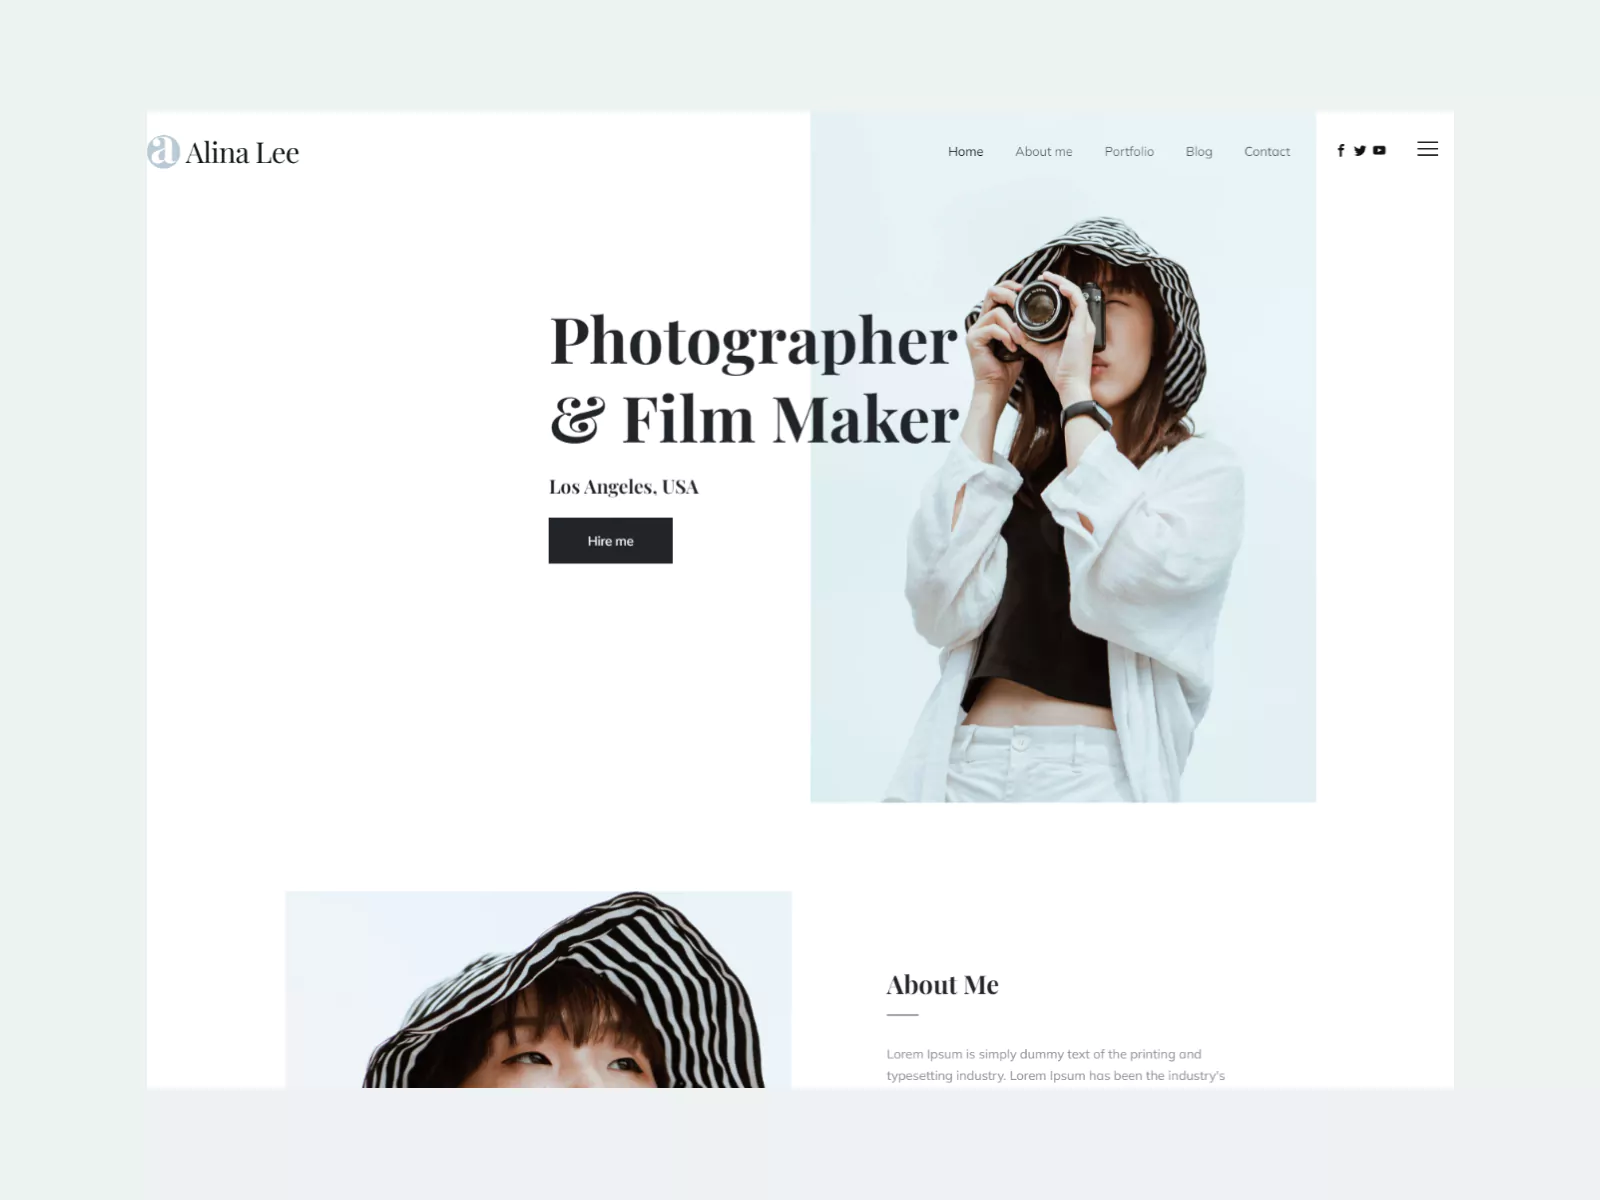 a Alina Lee
Home About me Portfolio Blog Contact
Photographer
& Film Maker
Los Angeles, USA
Hire me
About Me
Lorem Ipsum is simply dummy text of the printing and
typesetting industry. Lorem Ipsum has been the industry's